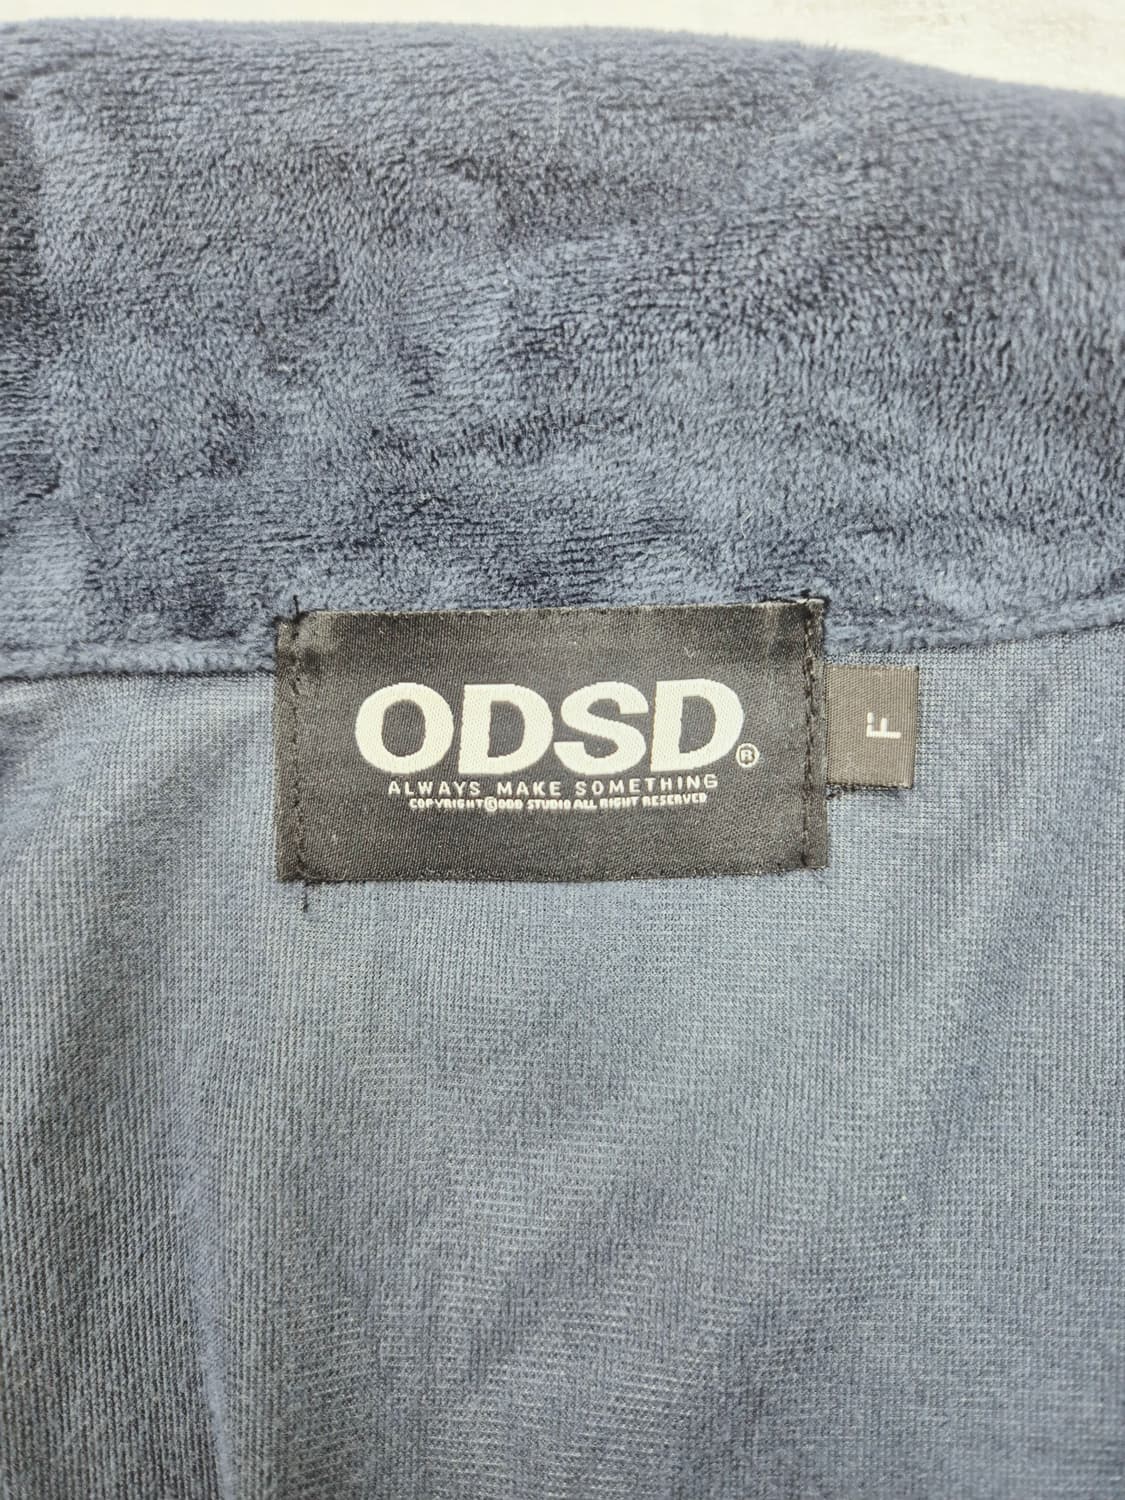 ODSD®
ALWAYS MAKE SOMETHING
COPYRIGHT © ODD STUDIO ALL RIGHT RESERVED
F